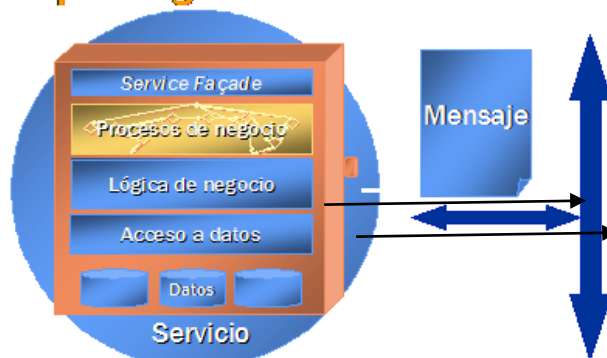 Service Façade
Procesos de negocio
Lógica de negocio
Acceso a datos
Datos
Servicio
Mensaje